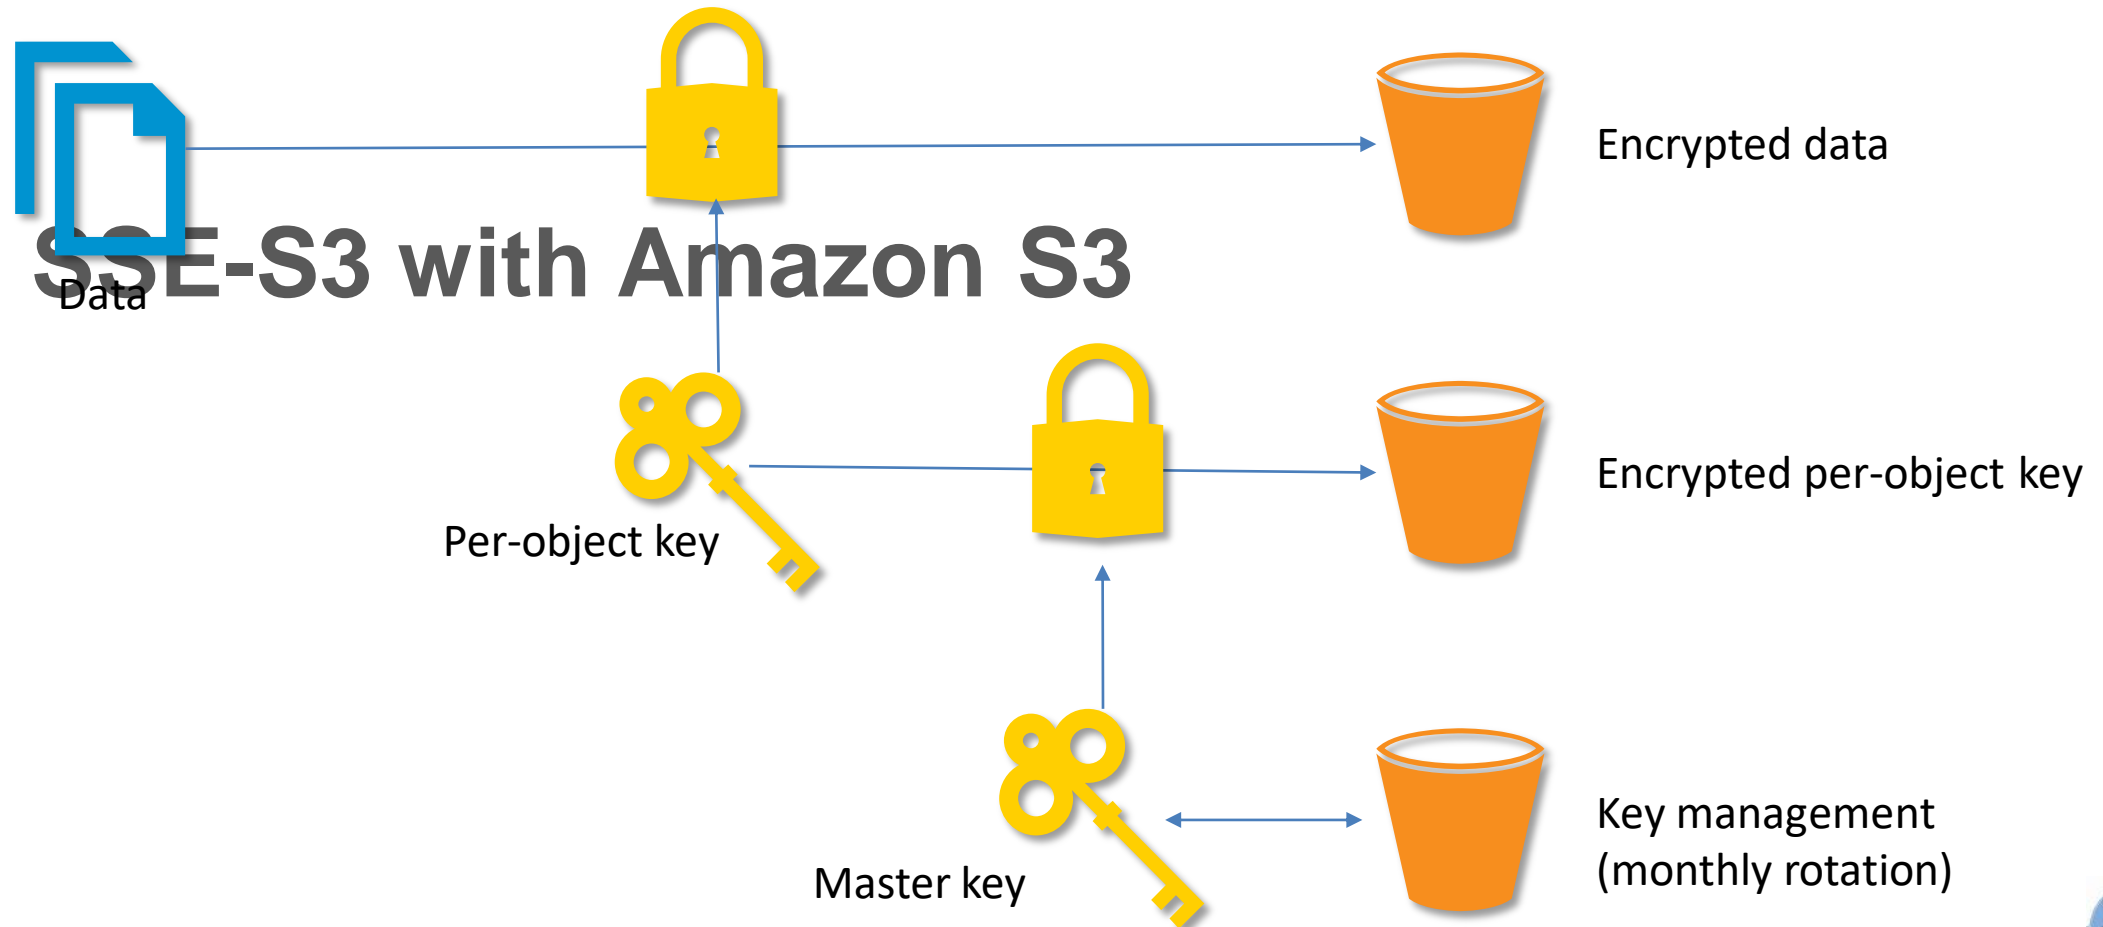 Encrypted data
SSE-S3 with Amazon S3
Data
Encrypted per-object key
Per-object key
Key management
(monthly rotation)
Master key